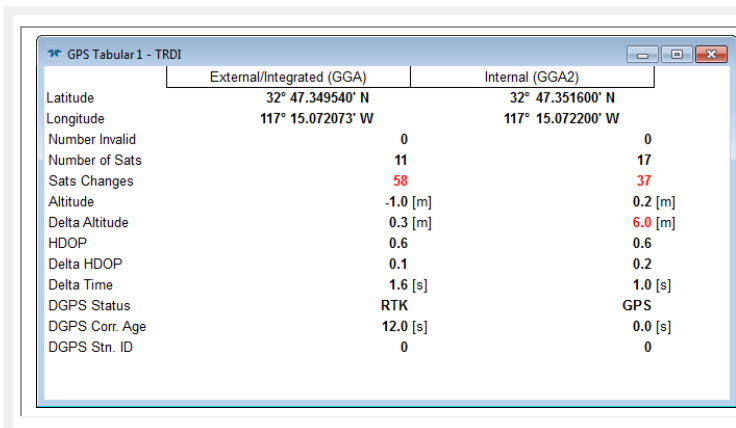 GPS Tabular 1 - TRDI
External/Integrated (GGA) Internal (GGA2)
Latitude 32° 47.349540' N 32° 47.351600' N
Longitude 117° 15.072073' W 117° 15.072200' W
Number Invalid 0 0
Number of Sats 11 17
Sats Changes 58 37
Altitude -1.0 [m] 0.2 [m]
Delta Altitude 0.3 [m] 6.0 [m]
HDOP 0.6 0.6
Delta HDOP 0.1 0.2
Delta Time 1.6 [s] 1.0 [s]
DGPS Status RTK GPS
DGPS Corr. Age 12.0 [s] 0.0 [s]
DGPS Stn. ID 0 0